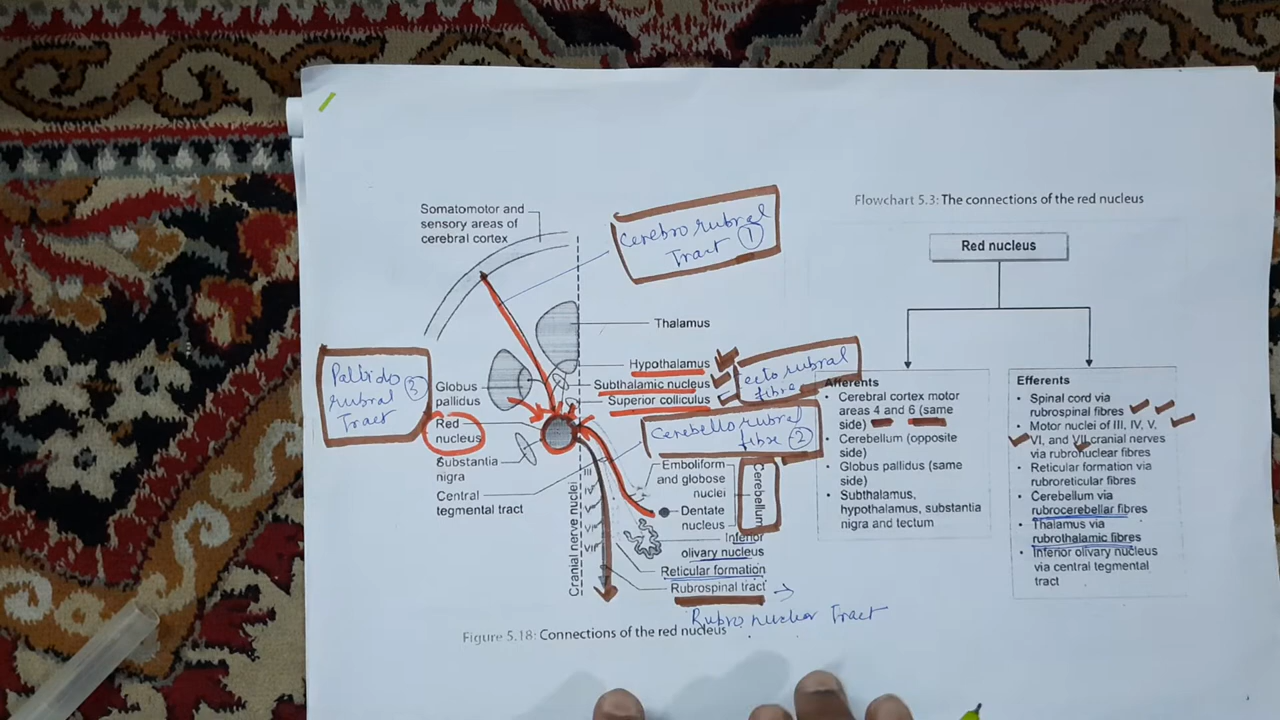 Somatomotor and
sensory areas of
cerebral cortex
Cerebro rubral
Tract ①
Thalamus
Hypothalamus
Subthalamic nucleus
Superior colliculus
ecto rubral
fibre
Pallido ③
rubral
Tract
Globus
pallidus
Red
nucleus
Substantia
nigra
Central
tegmental tract
Cerebello rubral
fibre -②
Emboliform
and globose
nuclei
Dentate
nucleus
Cerebellum
Cranial nerve nuclei
III
IV
V
VI
VII
Inferior
olivary nucleus
Reticular formation
Rubrospinal tract →
Rubro nuclear Tract
Figure 5.18: Connections of the red nucleus
Flowchart 5.3: The connections of the red nucleus
Red nucleus
Afferents
• Cerebral cortex motor
areas 4 and 6 (same
side)
• Cerebellum (opposite
side)
• Globus pallidus (same
side)
• Subthalamus,
hypothalamus, substantia
nigra and tectum
Efferents
• Spinal cord via
rubrospinal fibres
• Motor nuclei of III, IV, V.
VI, and VII cranial nerves
via rubronuclear fibres
• Reticular formation via
rubroreticular fibres
• Cerebellum via
rubrocerebellar fibres
• Thalamus via
rubrothalamic fibres
• Inferior olivary nucleus
via central tegmental
tract